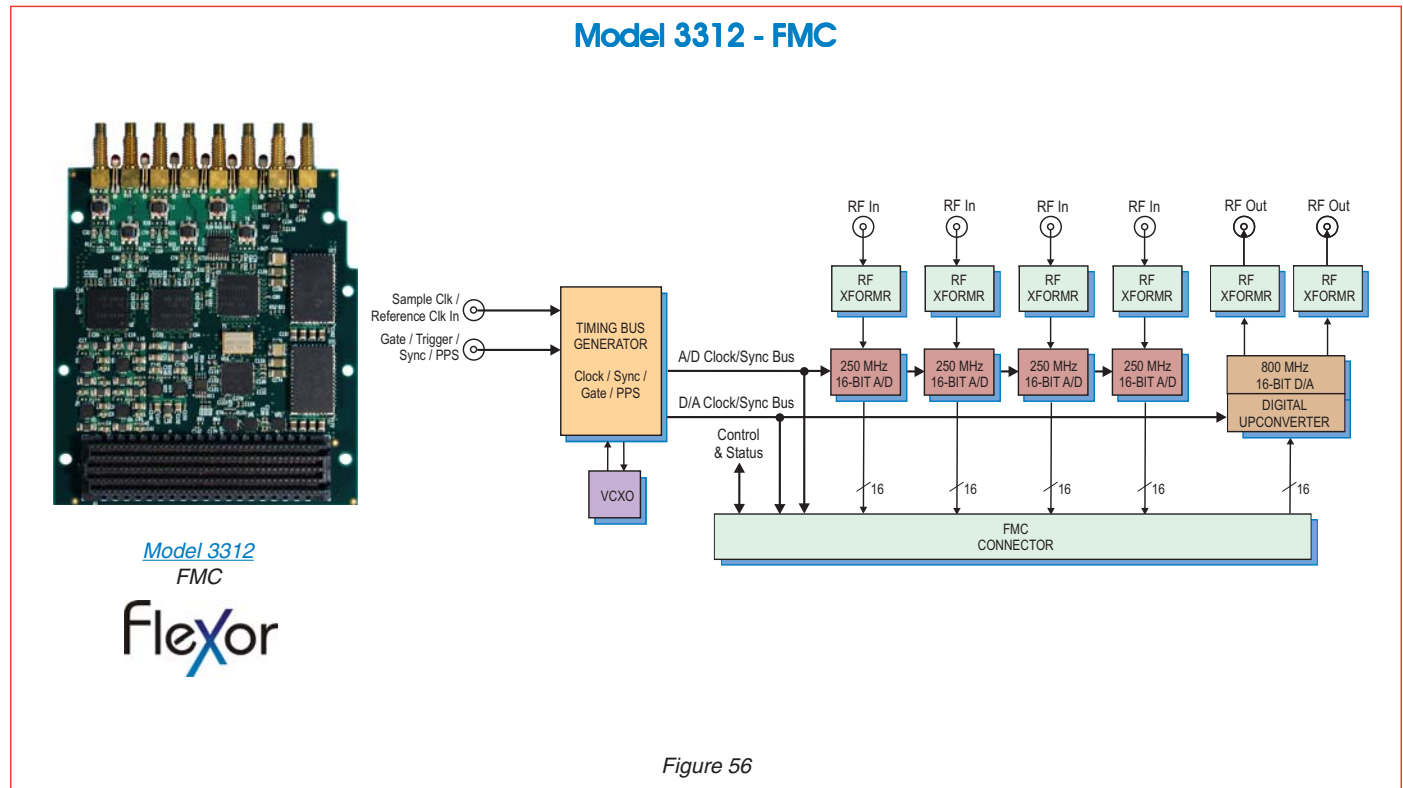 Model 3312 - FMC
Model 3312
FMC
Flexor
Sample Clk /
Reference Clk In
Gate / Trigger /
Sync / PPS
TIMING BUS
GENERATOR
Clock / Sync /
Gate / PPS
VCXO
A/D Clock/Sync Bus
D/A Clock/Sync Bus
Control
& Status
RF In
RF In
RF In
RF In
RF Out
RF Out
RF
XFORMR
RF
XFORMR
RF
XFORMR
RF
XFORMR
RF
XFORMR
RF
XFORMR
250 MHz
16-BIT A/D
250 MHz
16-BIT A/D
250 MHz
16-BIT A/D
250 MHz
16-BIT A/D
800 MHz
16-BIT D/A
DIGITAL
UPCONVERTER
16
16
16
16
16
FMC
CONNECTOR
Figure 56